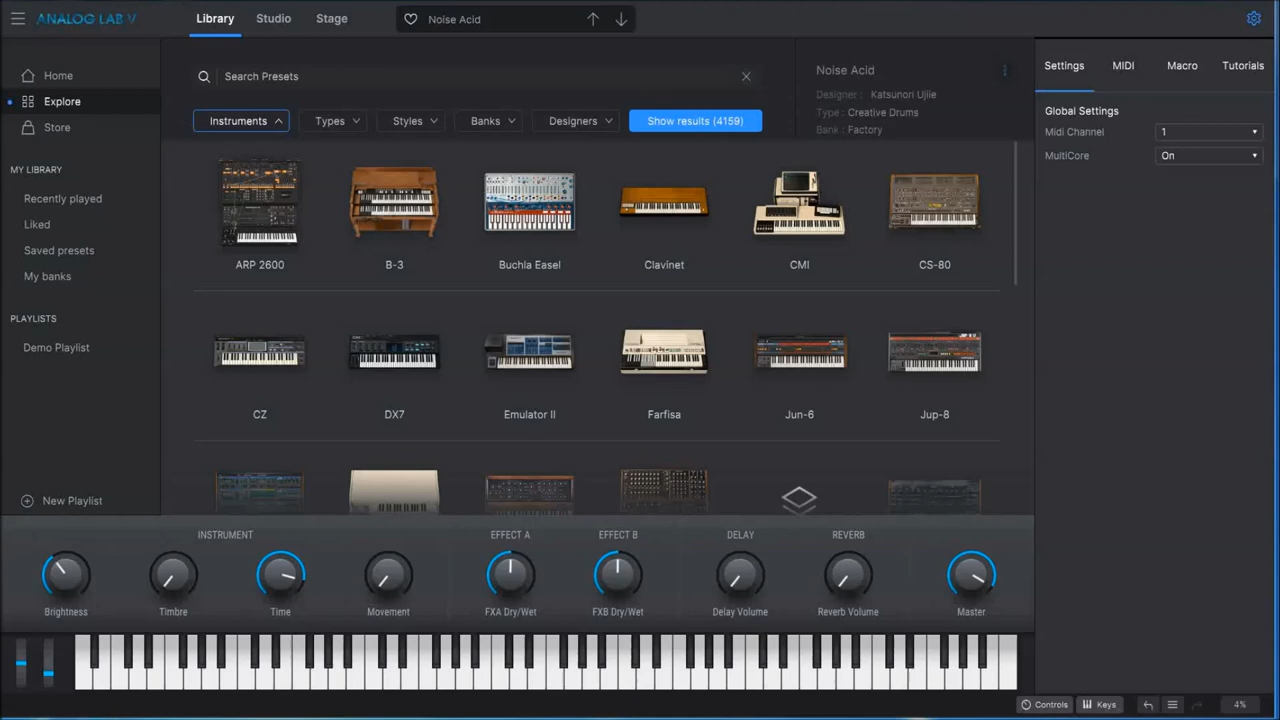 ANALOG LAB V
Library
Studio
Stage
Noise Acid
Home
Explore
Store
MY LIBRARY
Recently played
Liked
Saved presets
My banks
PLAYLISTS
Demo Playlist
New Playlist
Search Presets
Instruments
Types
Styles
Banks
Designers
Show results (4159)
Noise Acid
Designer : Katsunori Ujiie
Type : Creative Drums
Bank : Factory
ARP 2600
B-3
Buchla Easel
Clavinet
CMI
CS-80
CZ
DX7
Emulator II
Farfisa
Jun-6
Jup-8
Settings
MIDI
Macro
Tutorials
Global Settings
Midi Channel
1
MultiCore
On
INSTRUMENT
EFFECT A
EFFECT B
DELAY
REVERB
Brightness
Timbre
Time
Movement
FXA Dry/Wet
FXB Dry/Wet
Delay Volume
Reverb Volume
Master
Controls
Keys
4%